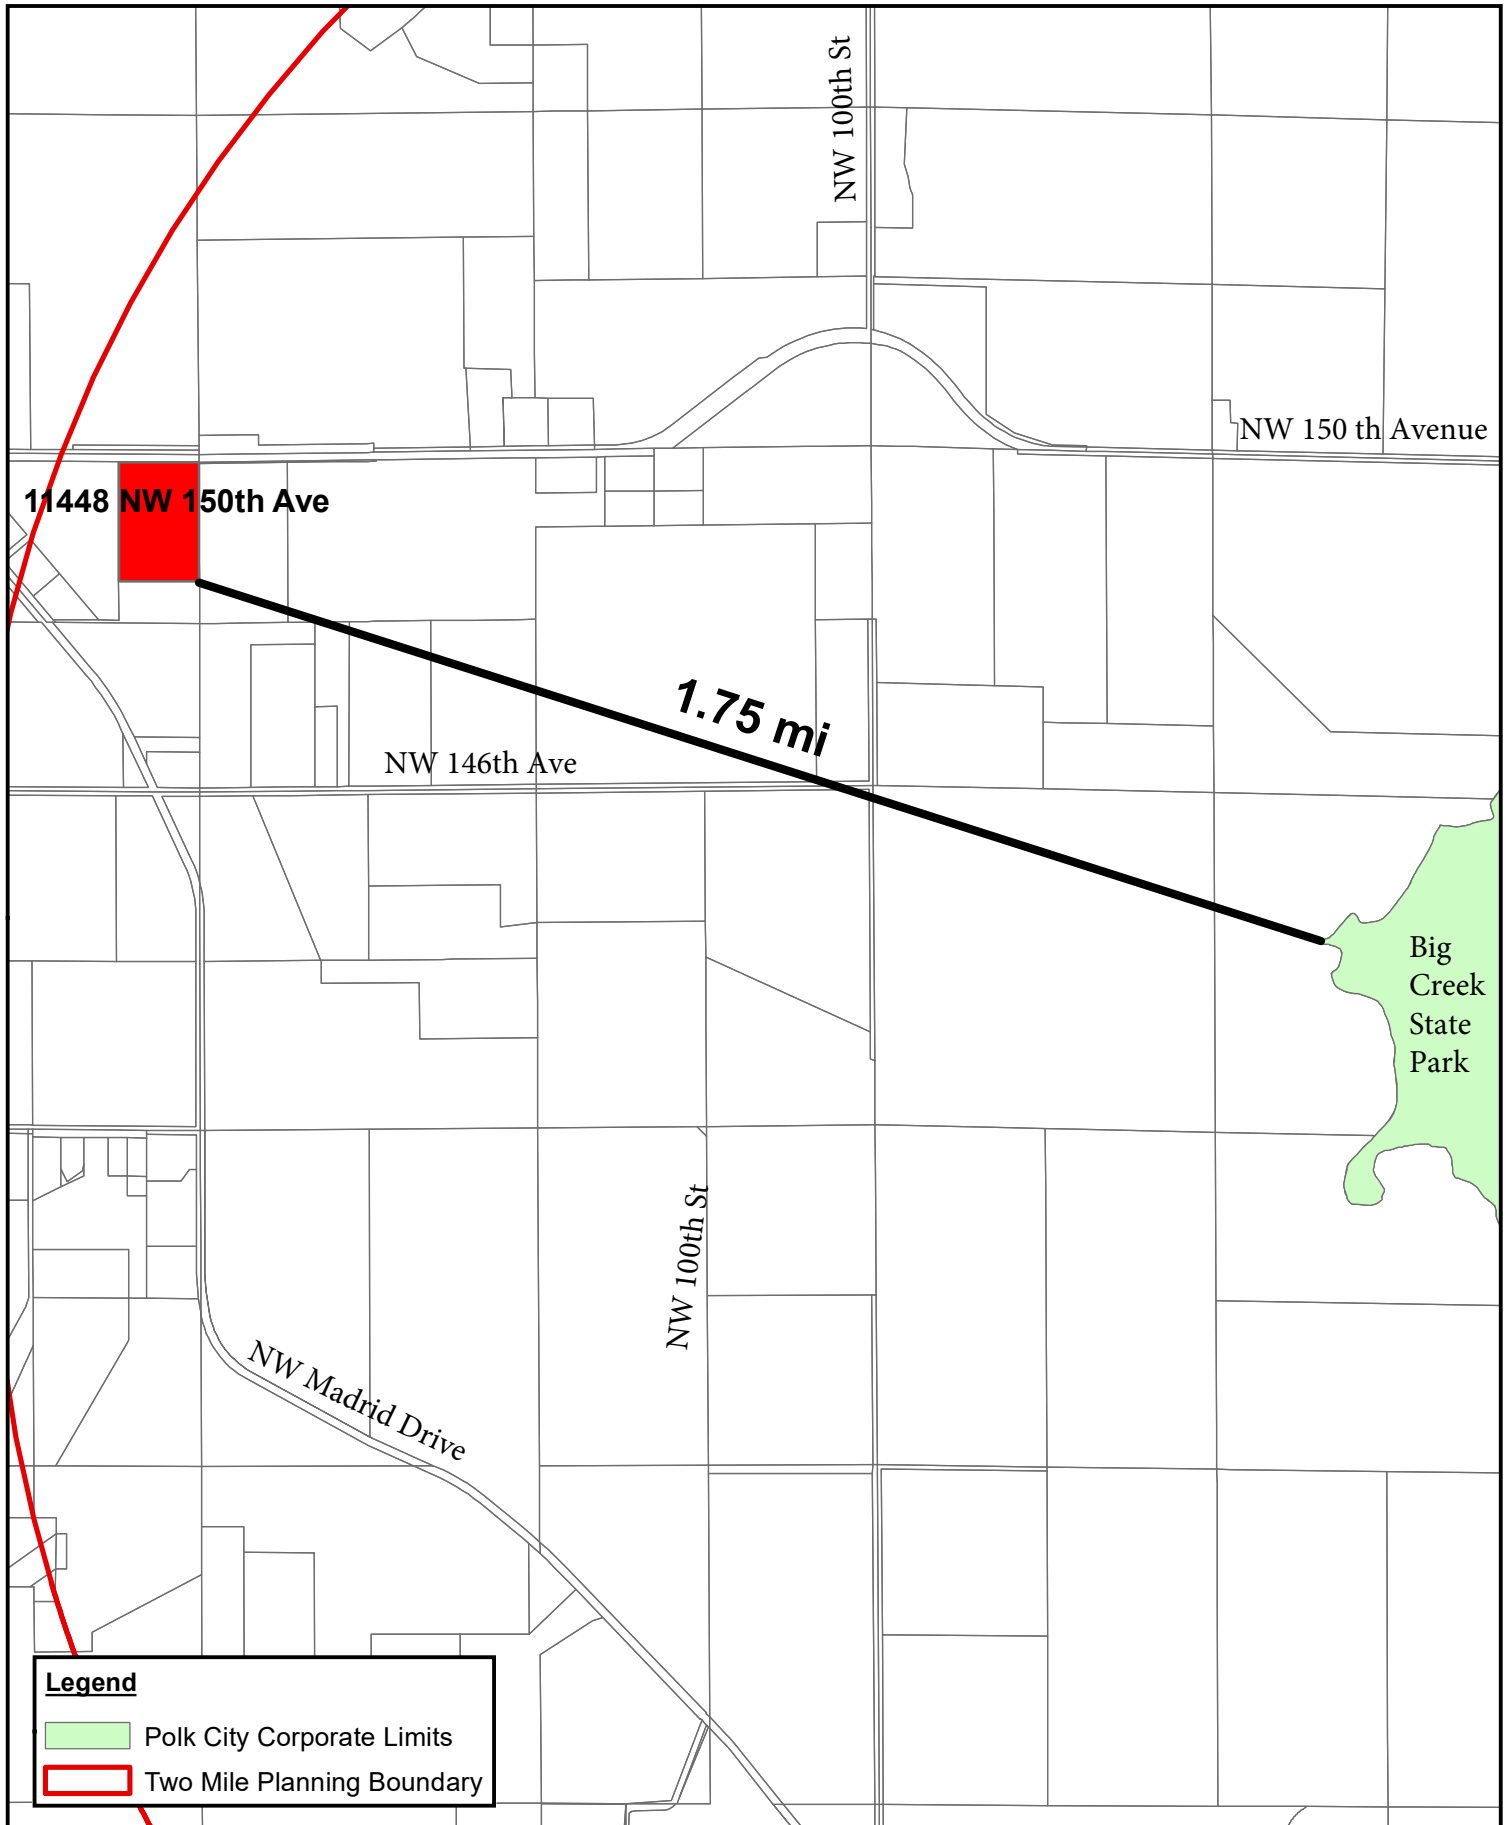 NW 100th St
NW 150 th Avenue
11448 NW 150th Ave
1.75 mi
NW 146th Ave
Big
Creek
State
Park
NW 100th St
NW Madrid Drive
Legend
Polk City Corporate Limits
Two Mile Planning Boundary